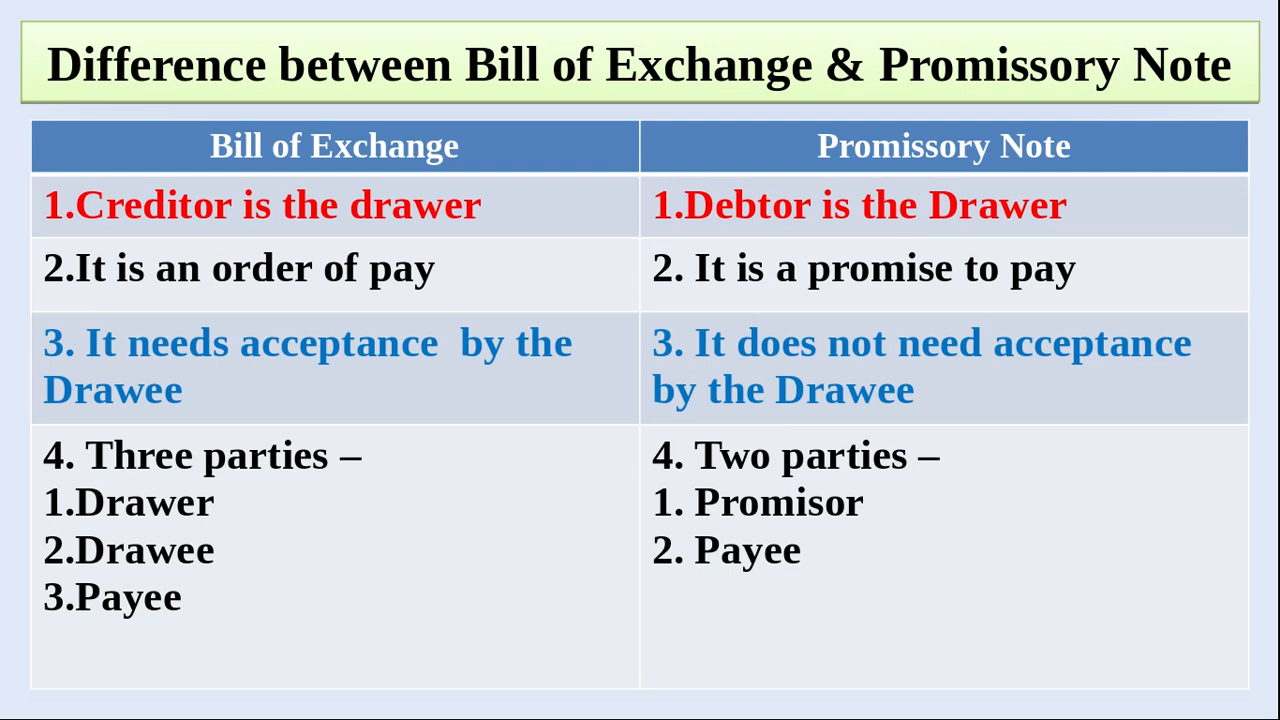 Difference between Bill of Exchange & Promissory Note
Bill of Exchange
Promissory Note
1.Creditor is the drawer
1.Debtor is the Drawer
2.It is an order of pay
2. It is a promise to pay
3. It needs acceptance  by the
Drawee
3. It does not need acceptance
by the Drawee
4. Three parties –
1.Drawer
2.Drawee
3.Payee
4. Two parties –
1. Promisor
2. Payee